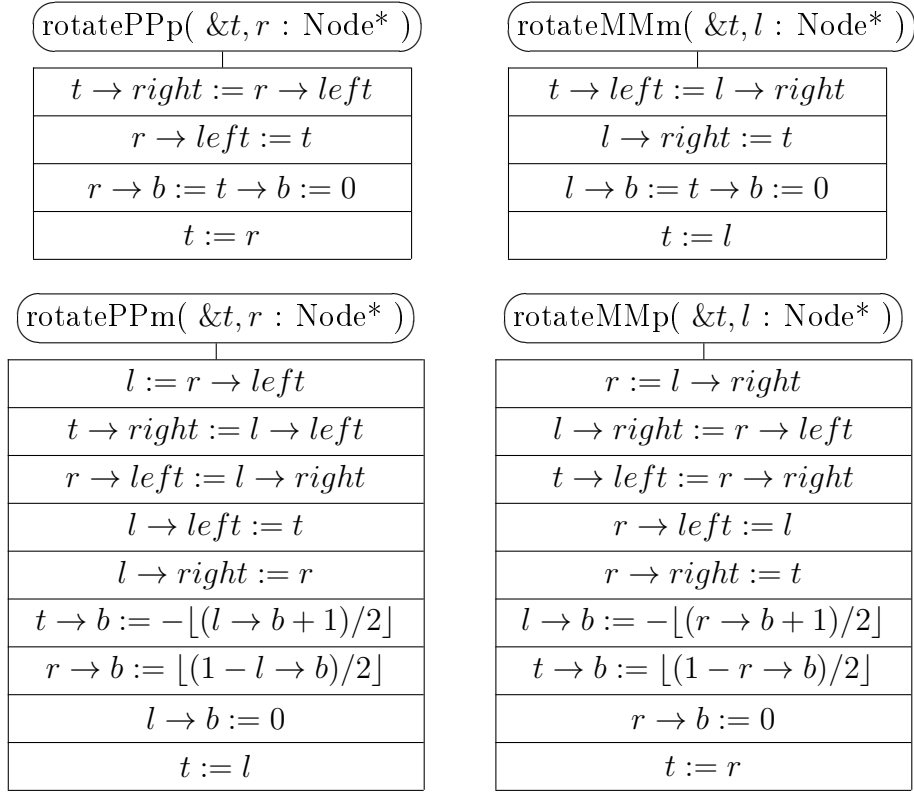 rotatePPp( &t, r : Node* )
t → right := r → left
r → left := t
r → b := t → b := 0
t := r
rotateMMm( &t, l : Node* )
t → left := l → right
l → right := t
l → b := t → b := 0
t := l
rotatePPm( &t, r : Node* )
l := r → left
t → right := l → left
r → left := l → right
l → left := t
l → right := r
t → b := −⌊(l → b + 1)/2⌋
r → b := ⌊(1 − l → b)/2⌋
l → b := 0
t := l
rotateMMp( &t, l : Node* )
r := l → right
l → right := r → left
t → left := r → right
r → left := l
r → right := t
l → b := −⌊(r → b + 1)/2⌋
t → b := ⌊(1 − r → b)/2⌋
r → b := 0
t := r